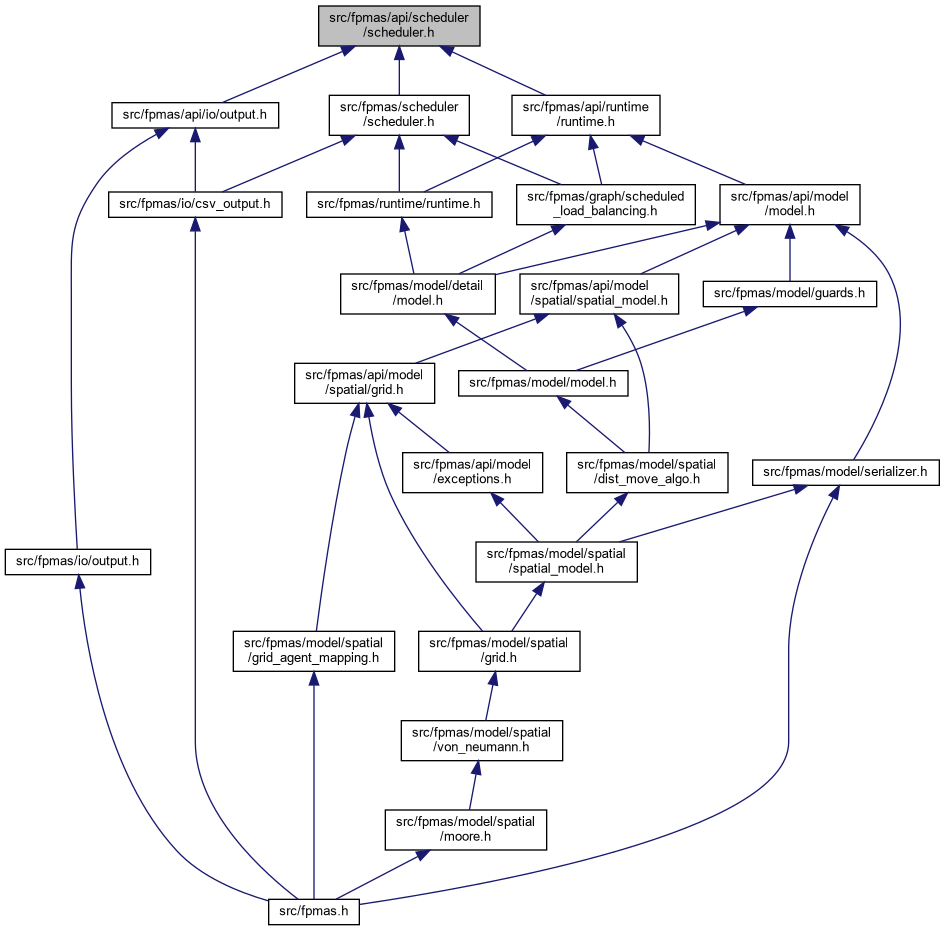 src/fpmas/api/scheduler
/scheduler.h
src/fpmas/api/io/output.h
src/fpmas/scheduler
/scheduler.h
src/fpmas/api/runtime
/runtime.h
src/fpmas/io/csv_output.h
src/fpmas/runtime/runtime.h
src/fpmas/graph/scheduled
_load_balancing.h
src/fpmas/api/model
/model.h
src/fpmas/model/detail
/model.h
src/fpmas/api/model
/spatial/spatial_model.h
src/fpmas/model/guards.h
src/fpmas/api/model
/spatial/grid.h
src/fpmas/model/model.h
src/fpmas/api/model
/exceptions.h
src/fpmas/model/spatial
/dist_move_algo.h
src/fpmas/model/serializer.h
src/fpmas/io/output.h
src/fpmas/model/spatial
/spatial_model.h
src/fpmas/model/spatial
/grid_agent_mapping.h
src/fpmas/model/spatial
/grid.h
src/fpmas/model/spatial
/von_neumann.h
src/fpmas/model/spatial
/moore.h
src/fpmas.h